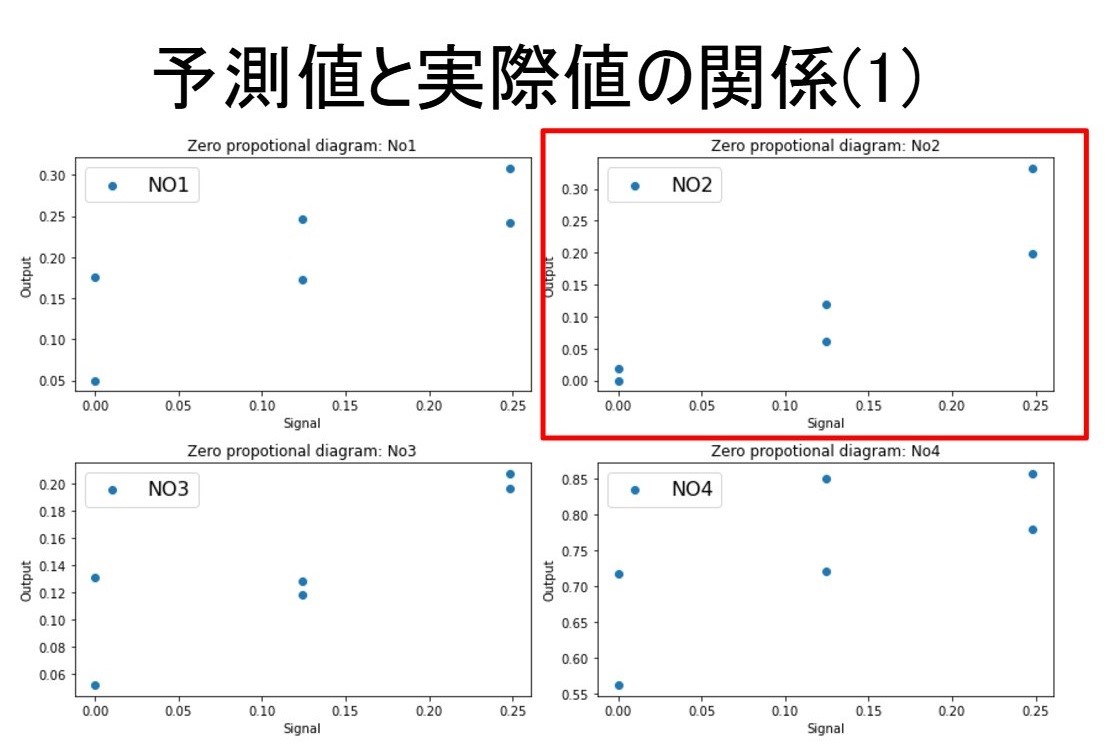 予測値と実際値の関係(1)
Zero propotional diagram: No1
NO1
0.30
0.25
0.20
0.15
0.10
0.05
Output
0.00 0.05 0.10 0.15 0.20 0.25
Signal
Zero propotional diagram: No2
NO2
0.30
0.25
0.20
0.15
0.10
0.05
0.00
Output
0.00 0.05 0.10 0.15 0.20 0.25
Signal
Zero propotional diagram: No3
NO3
0.20
0.18
0.16
0.14
0.12
0.10
0.08
0.06
Output
0.00 0.05 0.10 0.15 0.20 0.25
Signal
Zero propotional diagram: No4
NO4
0.85
0.80
0.75
0.70
0.65
0.60
0.55
Output
0.00 0.05 0.10 0.15 0.20 0.25
Signal